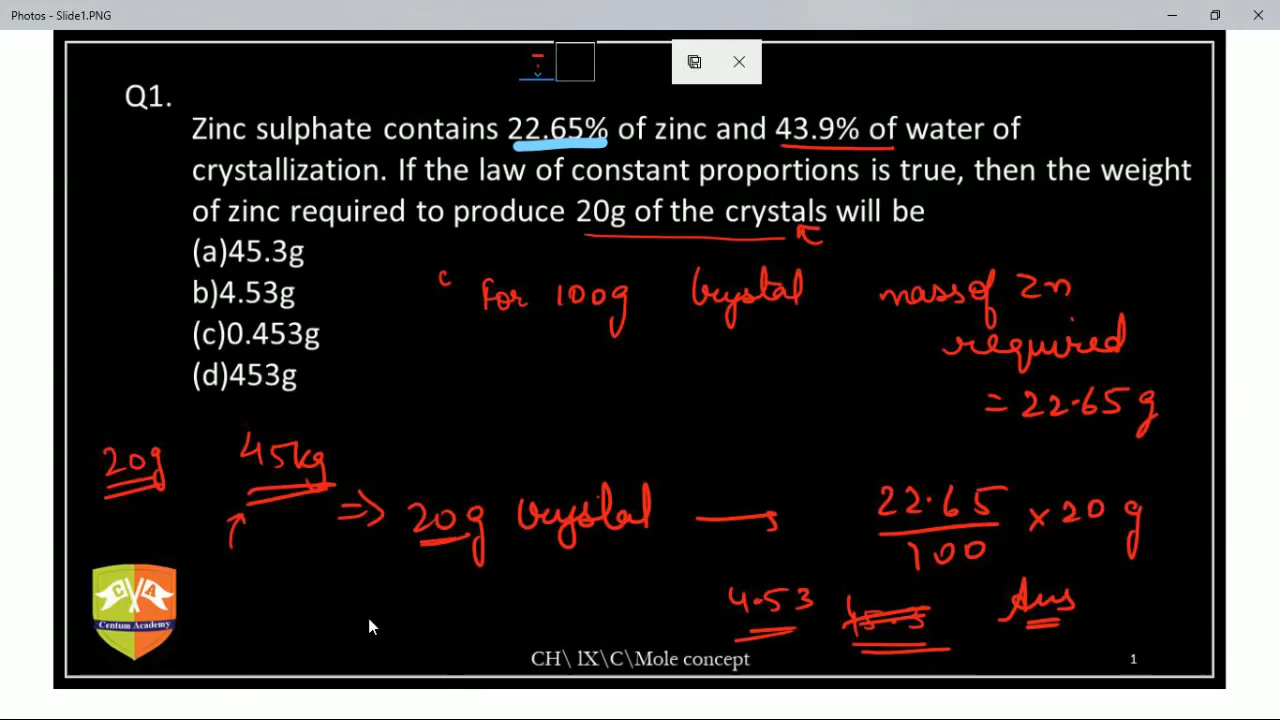 Photos - Slide1.PNG
Q1.
Zinc sulphate contains 22.65% of zinc and 43.9% of water of
crystallization. If the law of constant proportions is true, then the weight
of zinc required to produce 20g of the crystals will be
(a)45.3g
b)4.53g
(c)0.453g
(d)453g
For 100g Crystal mass of Zn
required
= 22.65 g
20g 45kg
⇒ 20g Crystal — 22.65/100 × 20 g
4.53 Ans
C A
Centum Academy
CH\ IX\C\Mole concept 1